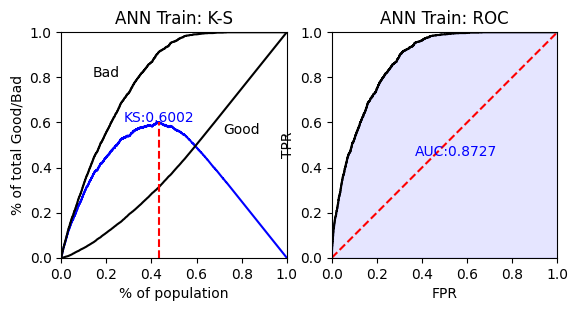 ANN Train: K-S
1.0
0.8
0.6
0.4
0.2
0.0
% of total Good/Bad
Bad
KS:0.6002
Good
0.0 0.2 0.4 0.6 0.8 1.0
% of population
ANN Train: ROC
1.0
0.8
0.6
0.4
0.2
0.0
TPR
AUC:0.8727
0.0 0.2 0.4 0.6 0.8 1.0
FPR